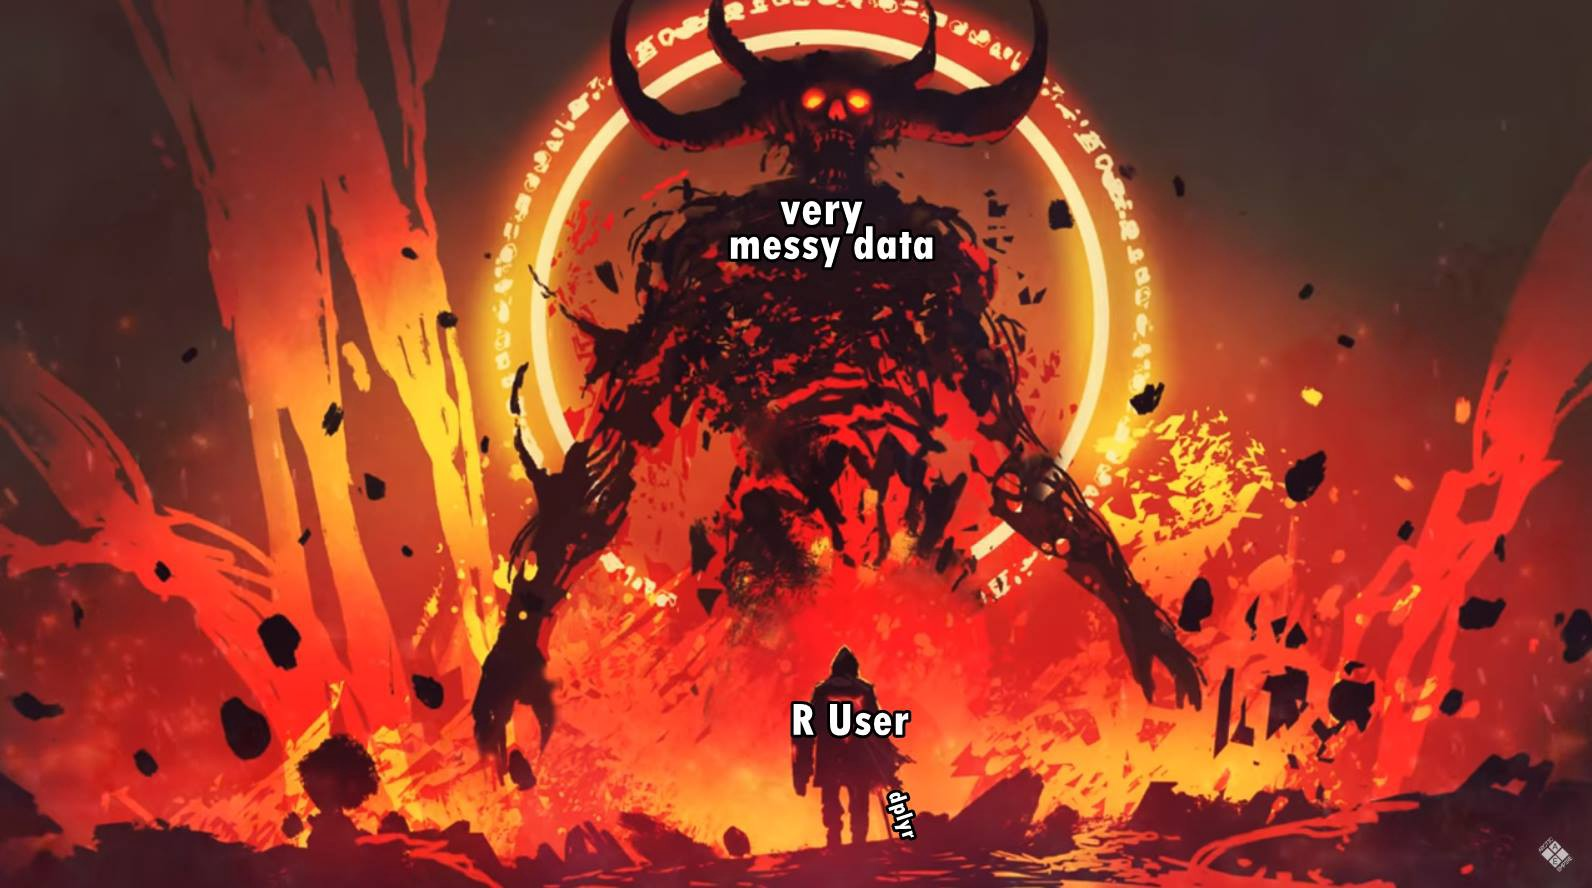 very
messy data
R User
dplyr